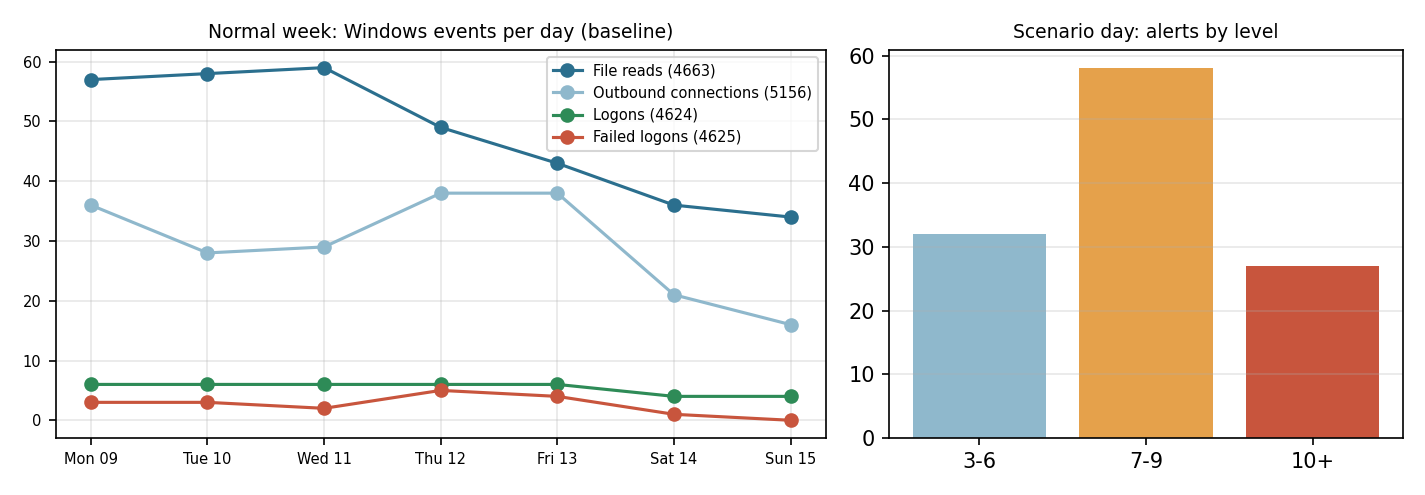 Normal week: Windows events per day (baseline)
60
50
40
30
20
10
0
File reads (4663)
Outbound connections (5156)
Logons (4624)
Failed logons (4625)
Mon 09 Tue 10 Wed 11 Thu 12 Fri 13 Sat 14 Sun 15
Scenario day: alerts by level
60
50
40
30
20
10
0
3-6 7-9 10+